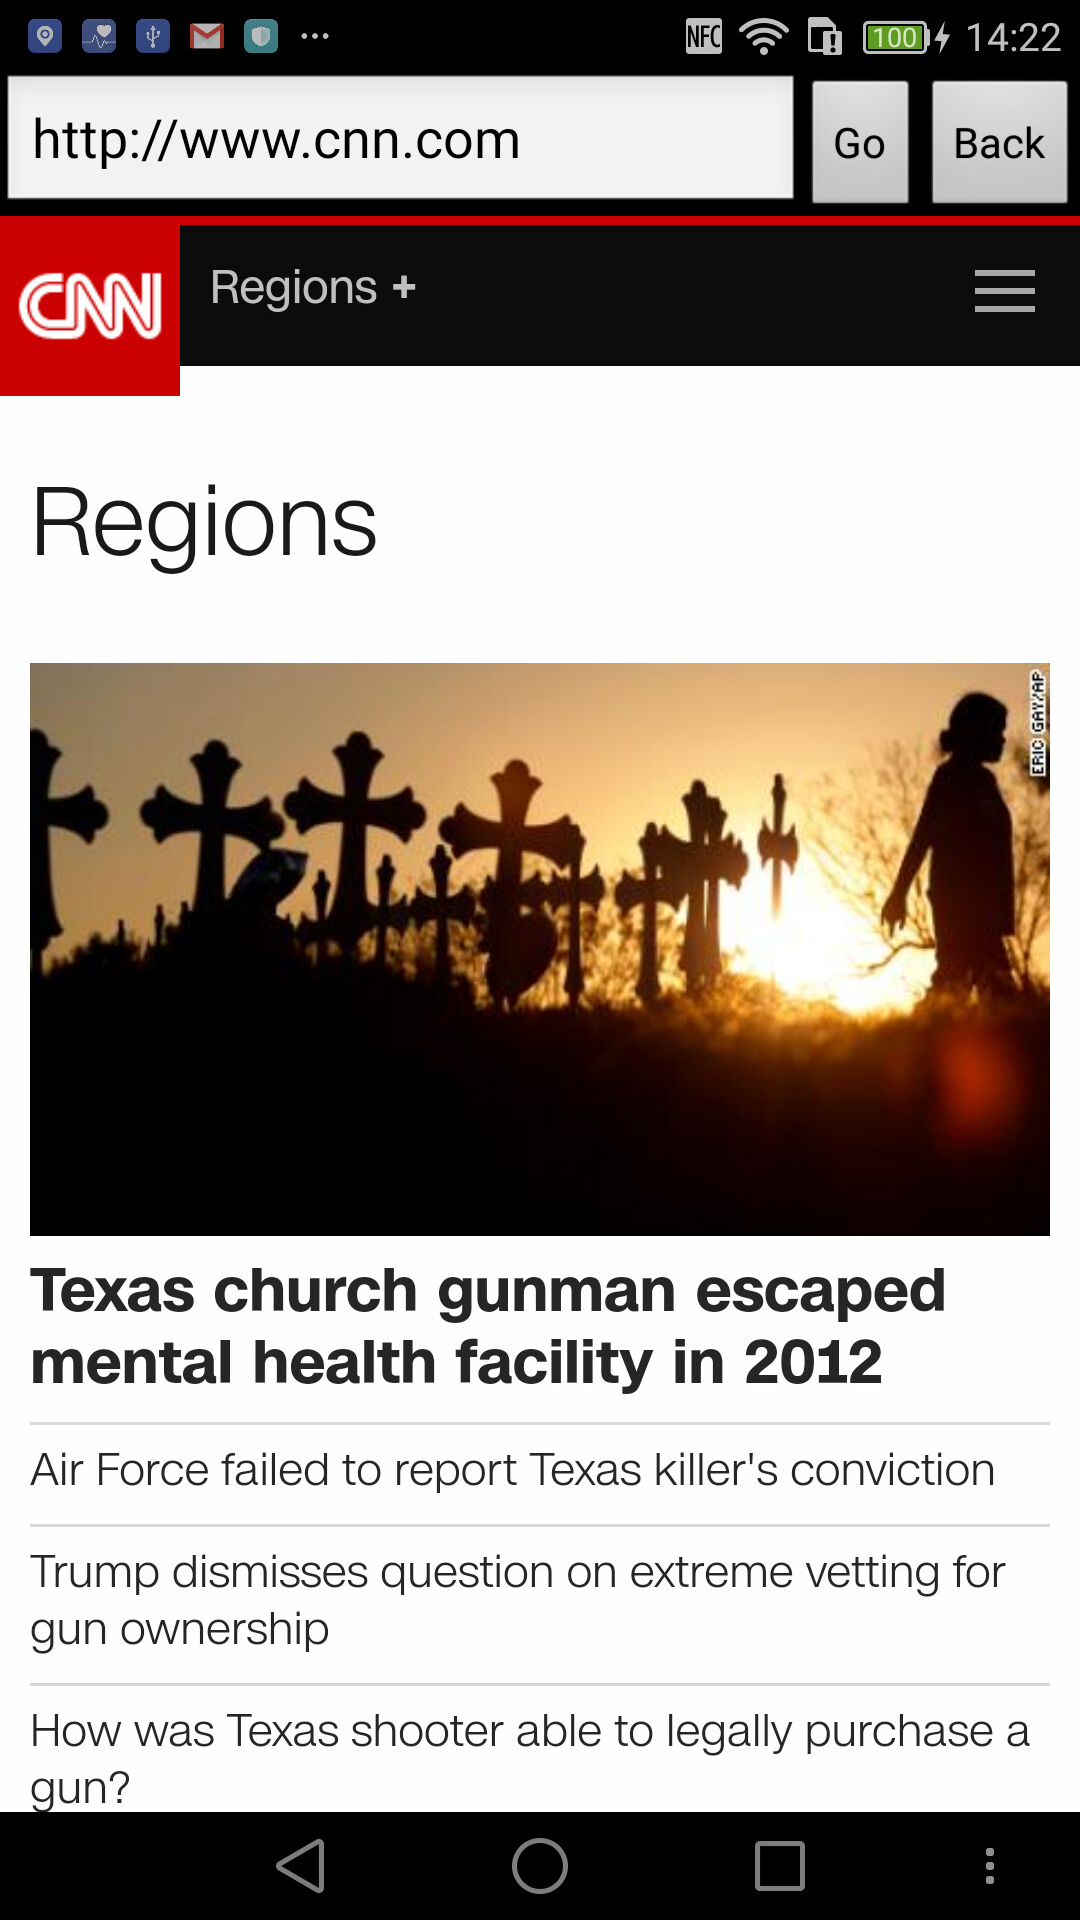 NFC 100 14:22
http://www.cnn.com Go Back
CNN Regions +
Regions
ERIC GAY/AP
Texas church gunman escaped
mental health facility in 2012
Air Force failed to report Texas killer's conviction
Trump dismisses question on extreme vetting for
gun ownership
How was Texas shooter able to legally purchase a
gun?